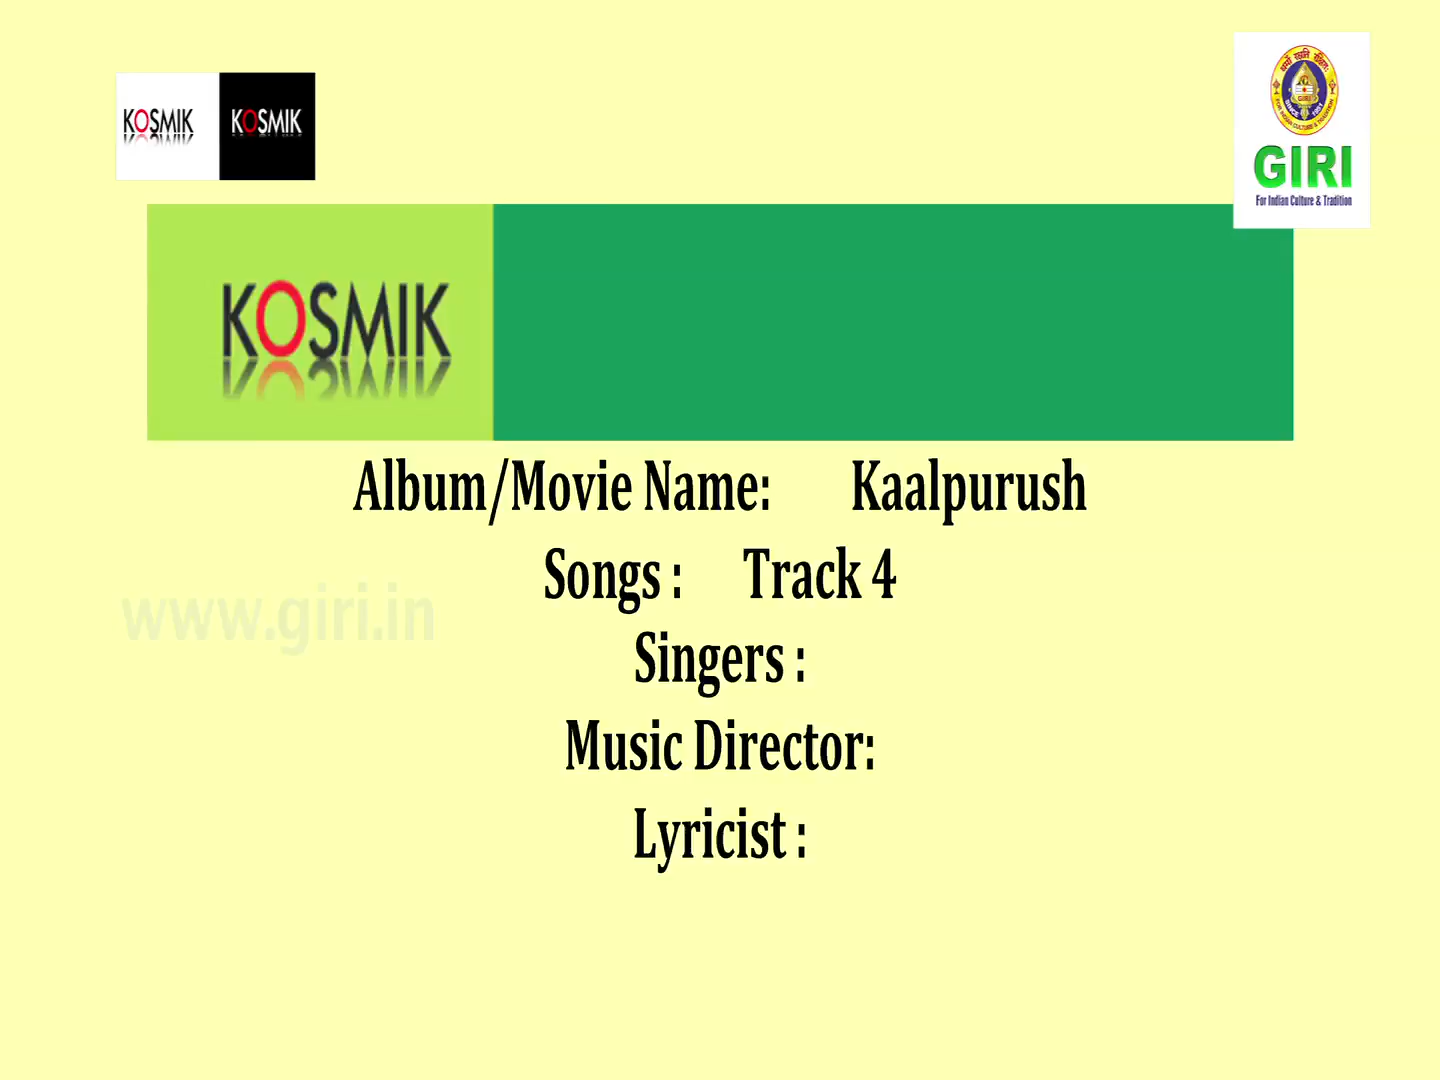 KOSMIK KOSMIK
GIRI
For Indian Culture & Tradition
KOSMIK
Album/Movie Name: Kaalpurush
Songs : Track 4
www.giri.in
Singers :
Music Director:
Lyricist :